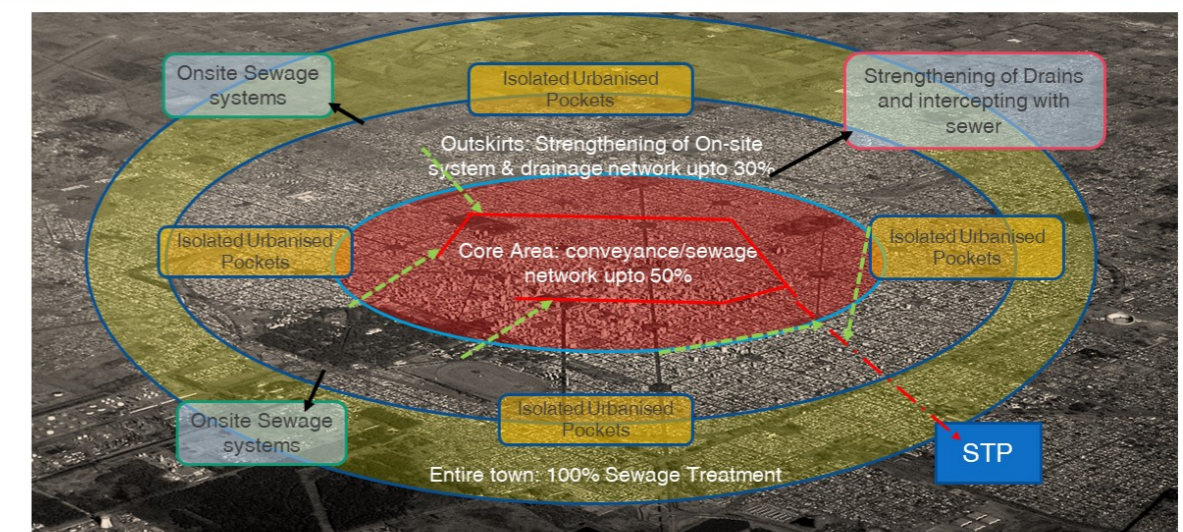 Onsite Sewage
systems
Isolated Urbanised
Pockets
Strengthening of Drains
and intercepting with
sewer
Outskirts: Strengthening of On-site
system & drainage network upto 30%
Isolated Urbanised
Pockets
Core Area: conveyance/sewage
network upto 50%
Isolated Urbanised
Pockets
Onsite Sewage
systems
Isolated Urbanised
Pockets
STP
Entire town: 100% Sewage Treatment